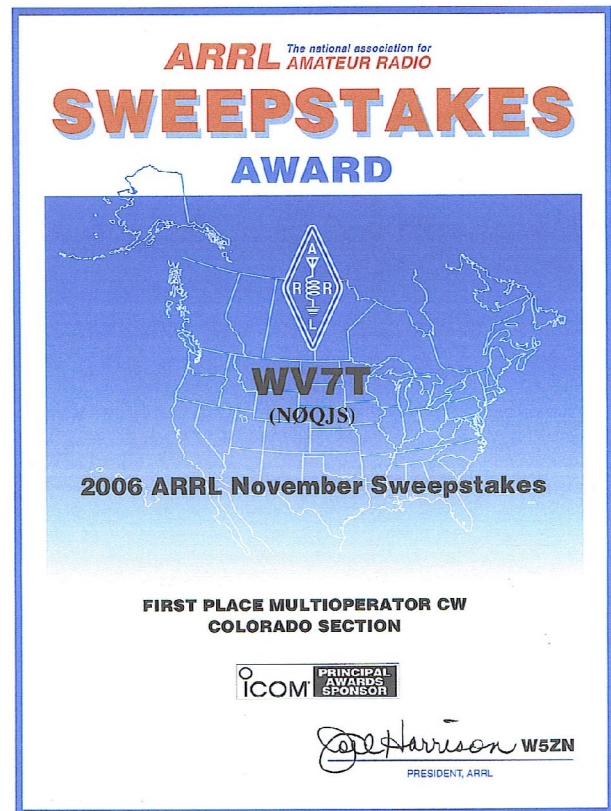 ARRL The national association for
AMATEUR RADIO
SWEEPSTAKES
AWARD
A
R R
L
WV7T
(NØQJS)
2006 ARRL November Sweepstakes
FIRST PLACE MULTIOPERATOR CW
COLORADO SECTION
ICOM PRINCIPAL
AWARDS
SPONSOR
Joel Harrison W5ZN
PRESIDENT, ARRL